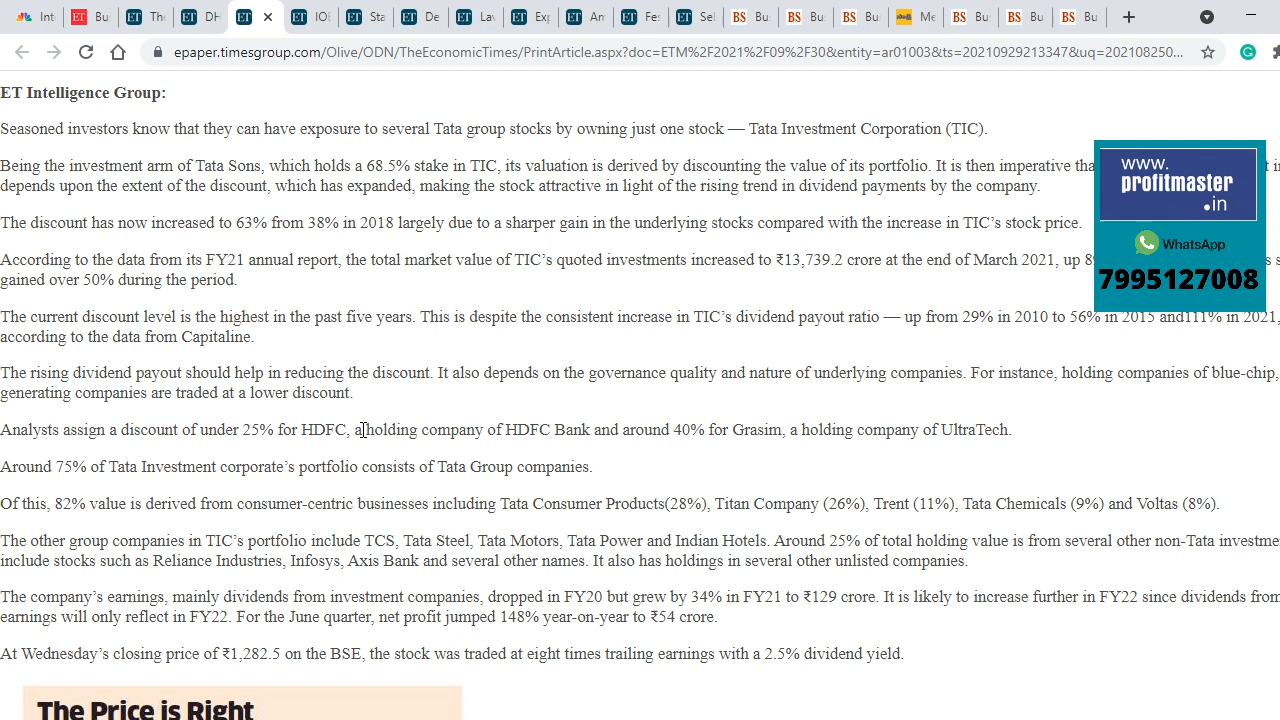 Int
Bu
The
DH
IOB
Sta
De
Lav
Exp
An
Fes
Sel
Bu
Bu
Bu
Me
Bu
Bu
Bu
epaper.timesgroup.com/Olive/ODN/TheEconomicTimes/PrintArticle.aspx?doc=ETM%2F2021%2F09%2F30&entity=ar01003&ts=20210929213347&uq=202108250...
ET Intelligence Group:
Seasoned investors know that they can have exposure to several Tata group stocks by owning just one stock — Tata Investment Corporation (TIC).
Being the investment arm of Tata Sons, which holds a 68.5% stake in TIC, its valuation is derived by discounting the value of its portfolio. It is then imperative
depends upon the extent of the discount, which has expanded, making the stock attractive in light of the rising trend in dividend payments by the company.
The discount has now increased to 63% from 38% in 2018 largely due to a sharper gain in the underlying stocks compared with the increase in TIC's stock price.
According to the data from its FY21 annual report, the total market value of TIC's quoted investments increased to ₹13,739.2 crore at the end of March 2021, up
gained over 50% during the period.
The current discount level is the highest in the past five years. This is despite the consistent increase in TIC's dividend payout ratio — up from 29% in 2010 to 56% in 2015 and111% in 2021,
according to the data from Capitaline.
The rising dividend payout should help in reducing the discount. It also depends on the governance quality and nature of underlying companies. For instance, holding companies of blue-chip,
generating companies are traded at a lower discount.
Analysts assign a discount of under 25% for HDFC, a holding company of HDFC Bank and around 40% for Grasim, a holding company of UltraTech.
Around 75% of Tata Investment corporate's portfolio consists of Tata Group companies.
Of this, 82% value is derived from consumer-centric businesses including Tata Consumer Products(28%), Titan Company (26%), Trent (11%), Tata Chemicals (9%) and Voltas (8%).
The other group companies in TIC's portfolio include TCS, Tata Steel, Tata Motors, Tata Power and Indian Hotels. Around 25% of total holding value is from several other non-Tata investme
include stocks such as Reliance Industries, Infosys, Axis Bank and several other names. It also has holdings in several other unlisted companies.
The company's earnings, mainly dividends from investment companies, dropped in FY20 but grew by 34% in FY21 to ₹129 crore. It is likely to increase further in FY22 since dividends from
earnings will only reflect in FY22. For the June quarter, net profit jumped 148% year-on-year to ₹54 crore.
At Wednesday's closing price of ₹1,282.5 on the BSE, the stock was traded at eight times trailing earnings with a 2.5% dividend yield.
The Price is Right
www.
profitmaster
.in
WhatsApp
7995127008